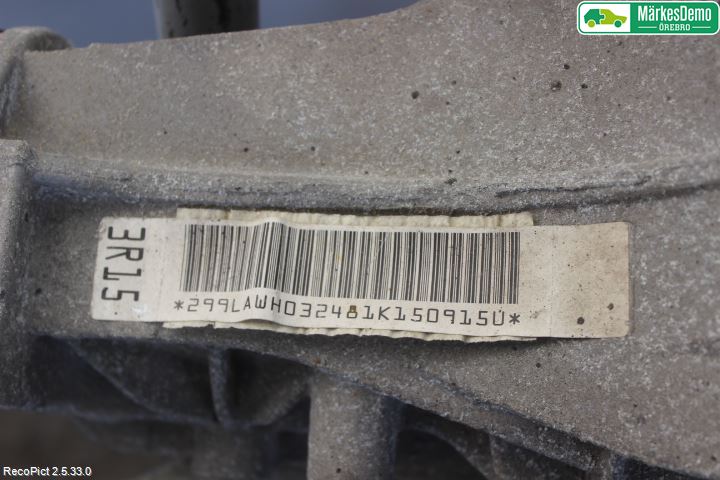 MärkesDemo
ÖREBRO
3R15
*299LAWH032481K150915U*
RecoPict 2.5.33.0